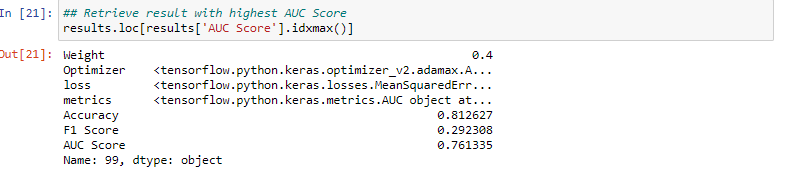 In [21]: ## Retrieve result with highest AUC Score
results.loc[results['AUC Score'].idxmax()]
Out[21]: Weight 0.4
Optimizer <tensorflow.python.keras.optimizer_v2.adamax.A...
loss <tensorflow.python.keras.losses.MeanSquaredErr...
metrics <tensorflow.python.keras.metrics.AUC object at...
Accuracy 0.812627
F1 Score 0.292308
AUC Score 0.761335
Name: 99, dtype: object